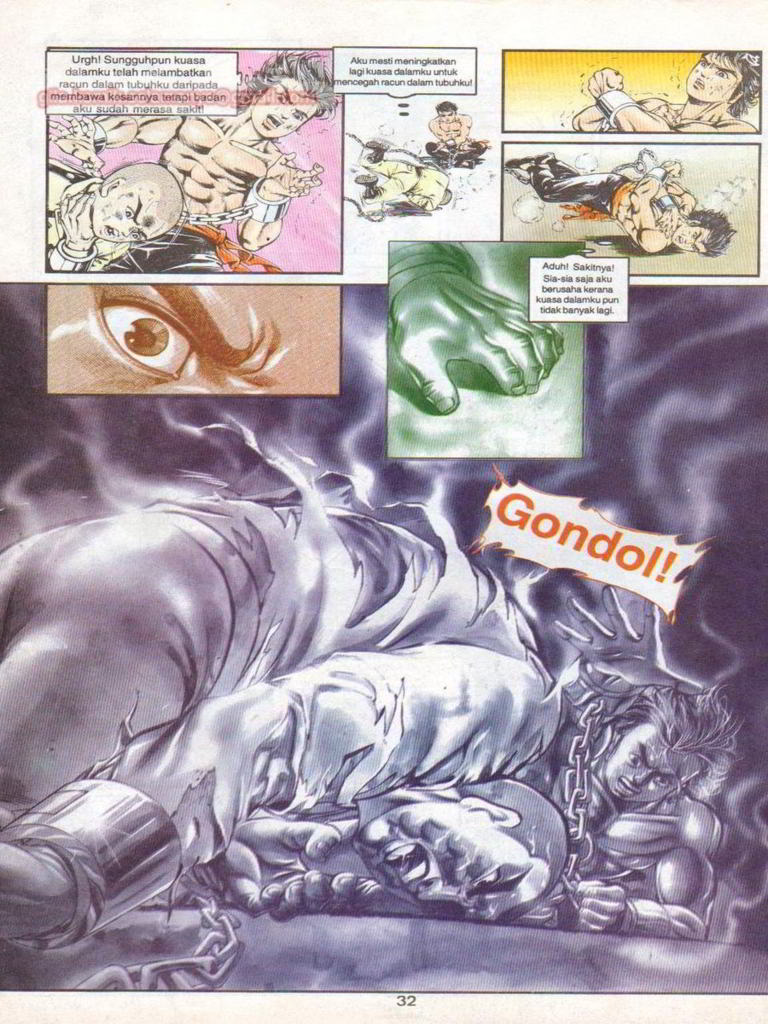 Urgh! Sungguhpun kuasa
dalamku telah melambatkan
racun dalam tubuhku daripada
membawa kesannya tetapi badan
aku sudah merasa sakit!
Aku mesti meningkatkan
lagi kuasa dalamku untuk
mencegah racun dalam tubuhku!
Aduh! Sakitnya!
Sia-sia saja aku
berusaha kerana
kuasa dalamku pun
tidak banyak lagi.
Gondol!
32